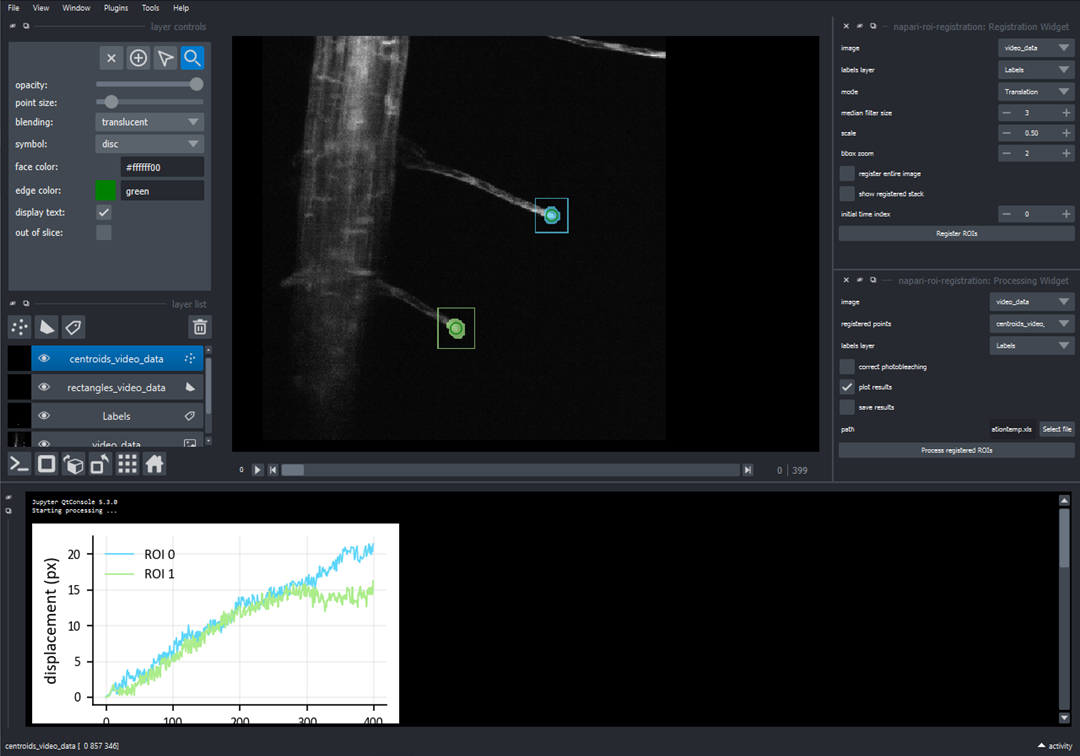 File View Window Plugins Tools Help
layer controls
opacity:
point size:
blending: translucent
symbol: disc
face color: #ffffff00
edge color: green
display text:
out of slice:
layer list
centroids_video_data
rectangles_video_data
Labels
video_data
0
0 | 399
napari-roi-registration: Registration Widget
image video_data
labels layer Labels
mode Translation
median filter size 3
scale 0.50
bbox zoom 2
register entire image
show registered stack
initial time index 0
Register ROIs
napari-roi-registration: Processing Widget
image video_data
registered points centroids_video_
labels layer Labels
correct photobleaching
plot results
save results
path ationtemp.xls Select file
Process registered ROIs
Jupyter QtConsole 5.3.0
Starting processing ...
displacement (px)
20
15
10
5
0
ROI 0
ROI 1
0 100 200 300 400
centroids_video_data [ 0 857 346]
activity